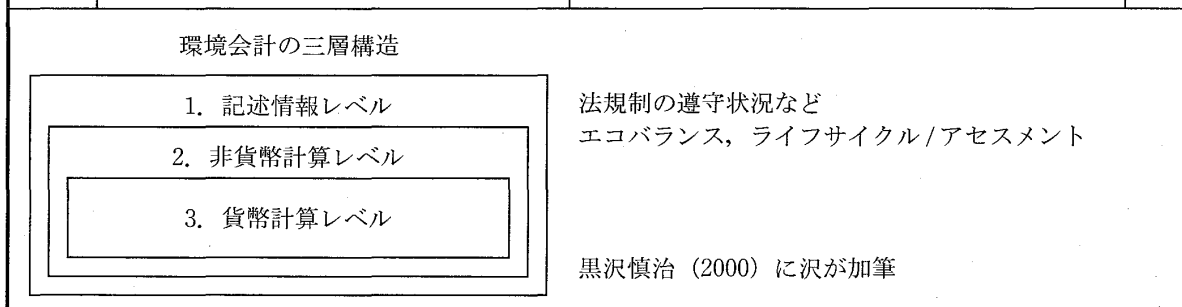 環境会計の三層構造
1. 記述情報レベル
法規制の遵守状況など
エコバランス，ライフサイクル/アセスメント
2. 非貨幣計算レベル
3. 貨幣計算レベル
黒沢慎治（2000）に沢が加筆